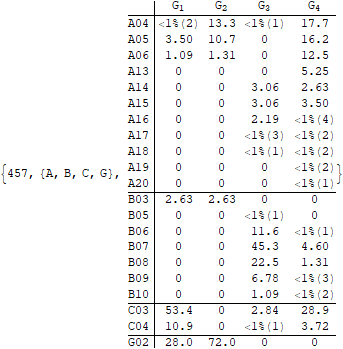 G1 G2 G3 G4
A04 <1%(2) 13.3 <1%(1) 17.7
A05 3.50 10.7 0 16.2
A06 1.09 1.31 0 12.5
A13 0 0 0 5.25
A14 0 0 3.06 2.63
A15 0 0 3.06 3.50
A16 0 0 2.19 <1%(4)
A17 0 0 <1%(3) <1%(2)
A18 0 0 <1%(1) <1%(2)
{457, {A, B, C, G}, A19 0 0 0 <1%(2) }
A20 0 0 0 <1%(1)
B03 2.63 2.63 0 0
B05 0 0 <1%(1) 0
B06 0 0 11.6 <1%(1)
B07 0 0 45.3 4.60
B08 0 0 22.5 1.31
B09 0 0 6.78 <1%(3)
B10 0 0 1.09 <1%(2)
C03 53.4 0 2.84 28.9
C04 10.9 0 <1%(1) 3.72
G02 28.0 72.0 0 0